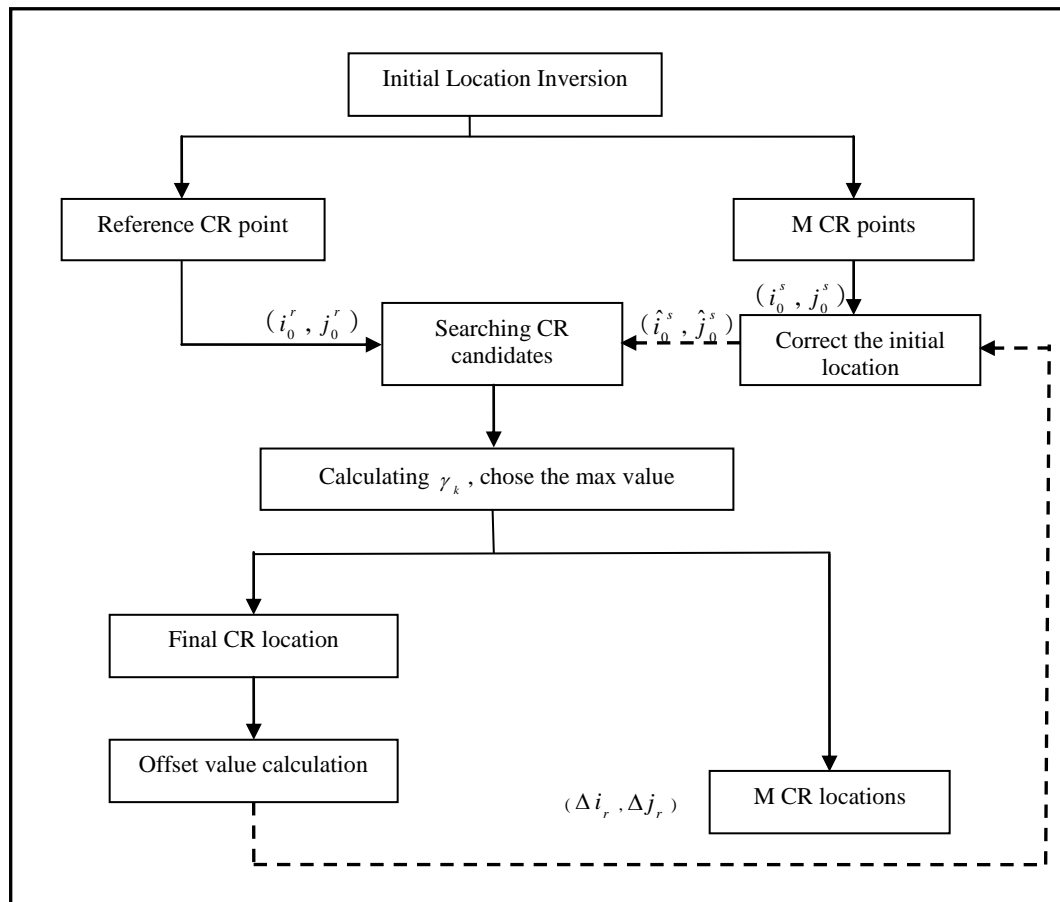 Initial Location Inversion
Reference CR point
M CR points
(i_0^r, j_0^r)
Searching CR
candidates
(î_0^s, ĵ_0^s)
(i_0^s, j_0^s)
Correct the initial
location
Calculating γ_k, chose the max value
Final CR location
Offset value calculation
(Δi_r, Δj_r)
M CR locations